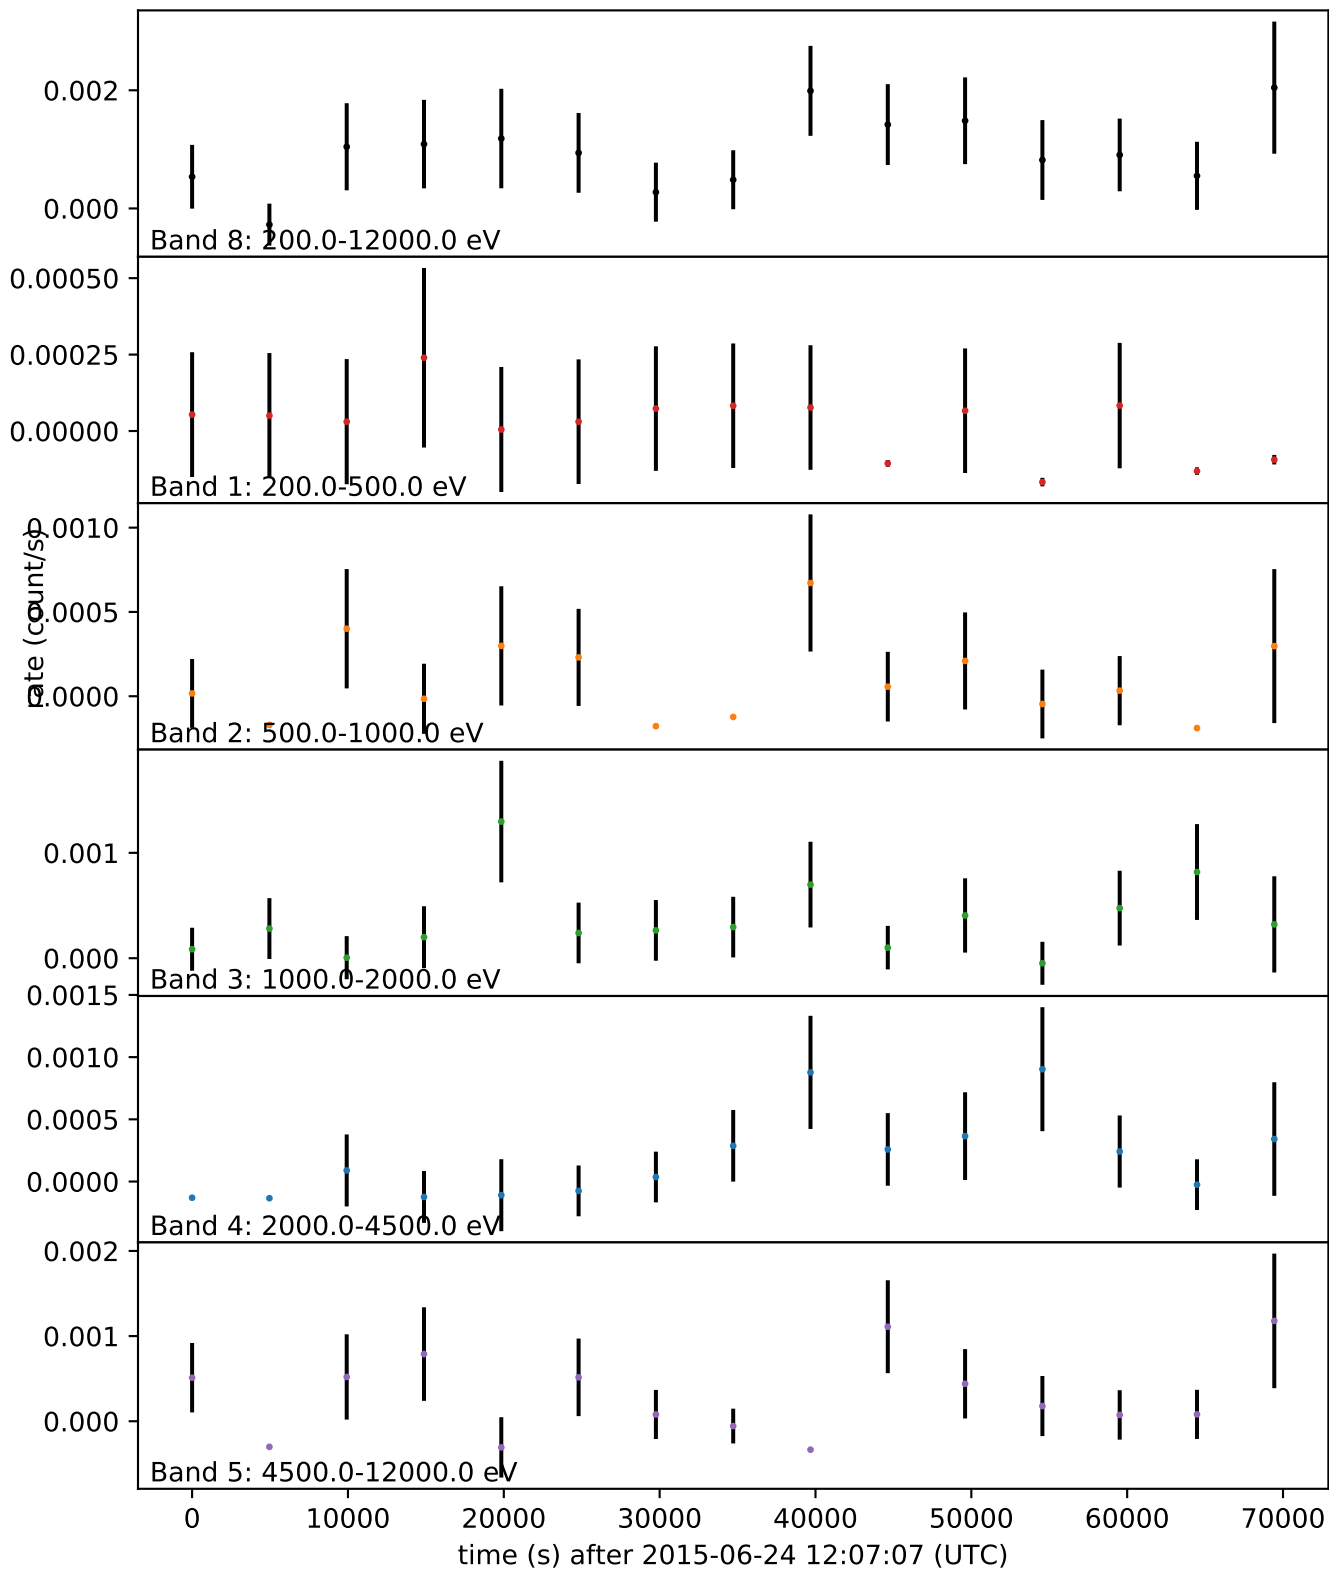 0.002
0.000
Band 8: 200.0-12000.0 eV
0.00050
0.00025
0.00000
Band 1: 200.0-500.0 eV
rate (count/s)
0.0010
0.0005
0.0000
Band 2: 500.0-1000.0 eV
0.001
0.000
Band 3: 1000.0-2000.0 eV
0.0015
0.0010
0.0005
0.0000
Band 4: 2000.0-4500.0 eV
0.002
0.001
0.000
Band 5: 4500.0-12000.0 eV
0 10000 20000 30000 40000 50000 60000 70000
time (s) after 2015-06-24 12:07:07 (UTC)